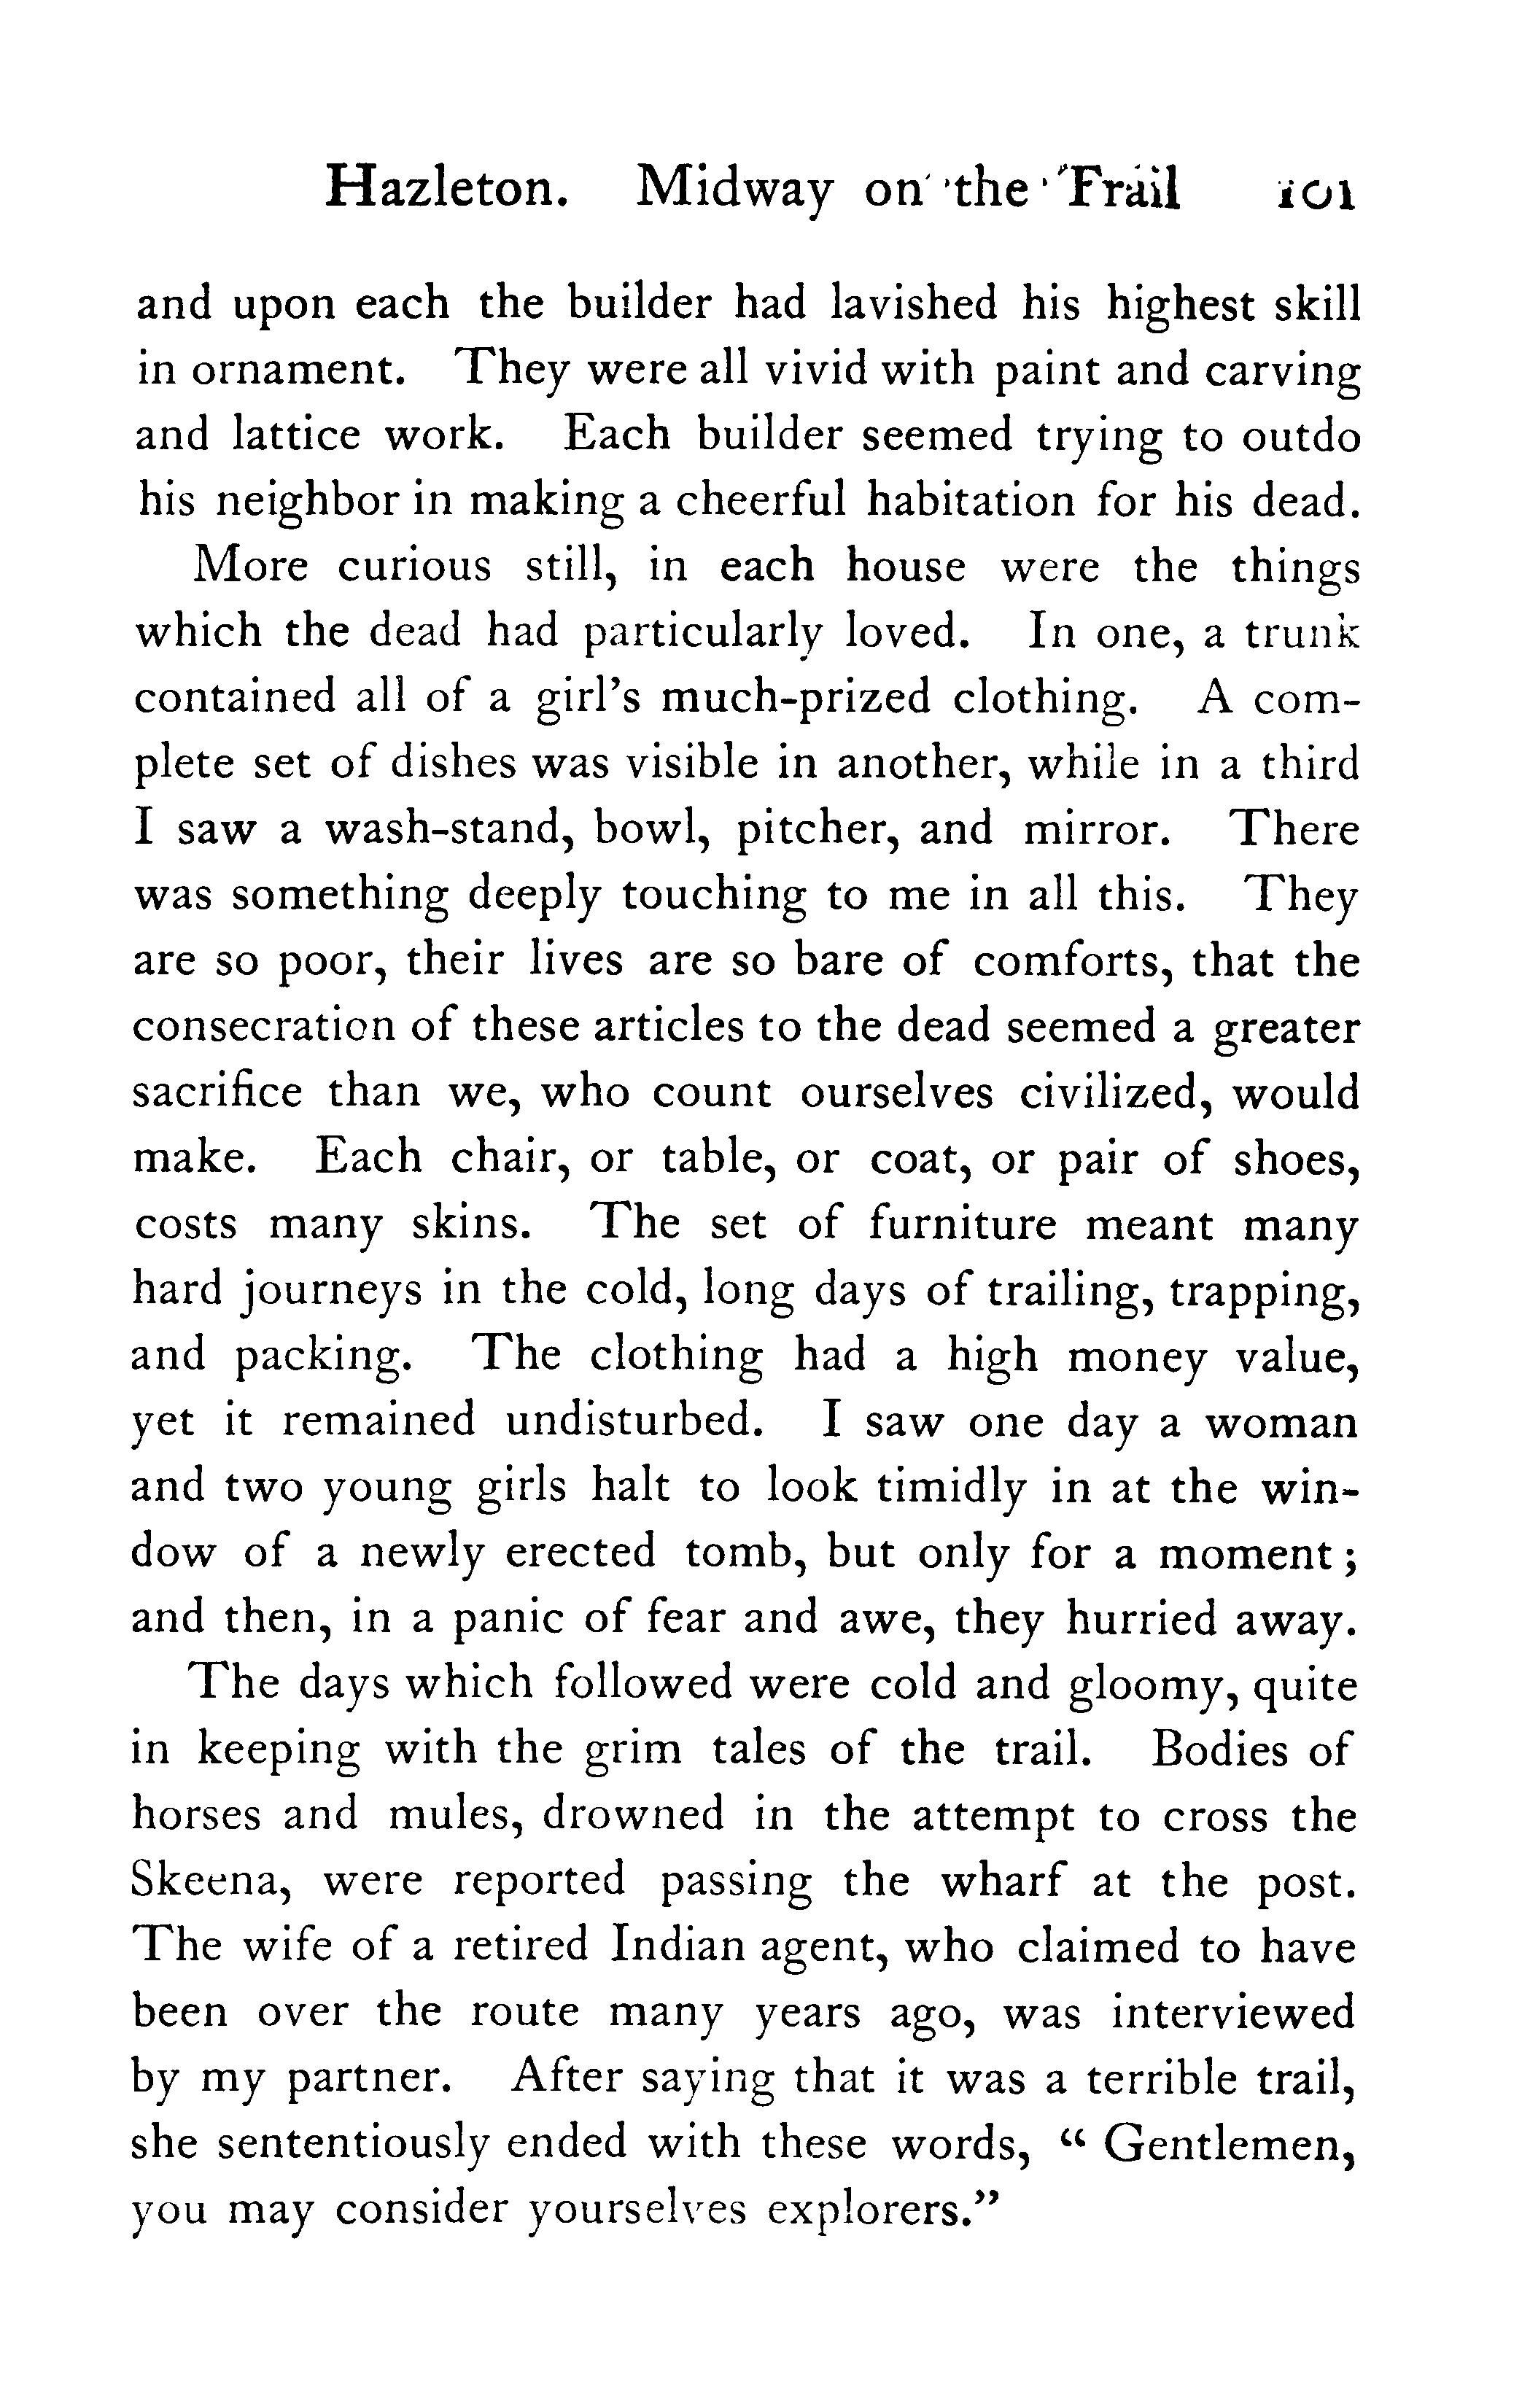 Hazleton. Midway on the Trail 101
and upon each the builder had lavished his highest skill
in ornament. They were all vivid with paint and carving
and lattice work. Each builder seemed trying to outdo
his neighbor in making a cheerful habitation for his dead.
More curious still, in each house were the things
which the dead had particularly loved. In one, a trunk
contained all of a girl's much-prized clothing. A com-
plete set of dishes was visible in another, while in a third
I saw a wash-stand, bowl, pitcher, and mirror. There
was something deeply touching to me in all this. They
are so poor, their lives are so bare of comforts, that the
consecration of these articles to the dead seemed a greater
sacrifice than we, who count ourselves civilized, would
make. Each chair, or table, or coat, or pair of shoes,
costs many skins. The set of furniture meant many
hard journeys in the cold, long days of trailing, trapping,
and packing. The clothing had a high money value,
yet it remained undisturbed. I saw one day a woman
and two young girls halt to look timidly in at the win-
dow of a newly erected tomb, but only for a moment;
and then, in a panic of fear and awe, they hurried away.
The days which followed were cold and gloomy, quite
in keeping with the grim tales of the trail. Bodies of
horses and mules, drowned in the attempt to cross the
Skeena, were reported passing the wharf at the post.
The wife of a retired Indian agent, who claimed to have
been over the route many years ago, was interviewed
by my partner. After saying that it was a terrible trail,
she sententiously ended with these words, "Gentlemen,
you may consider yourselves explorers."